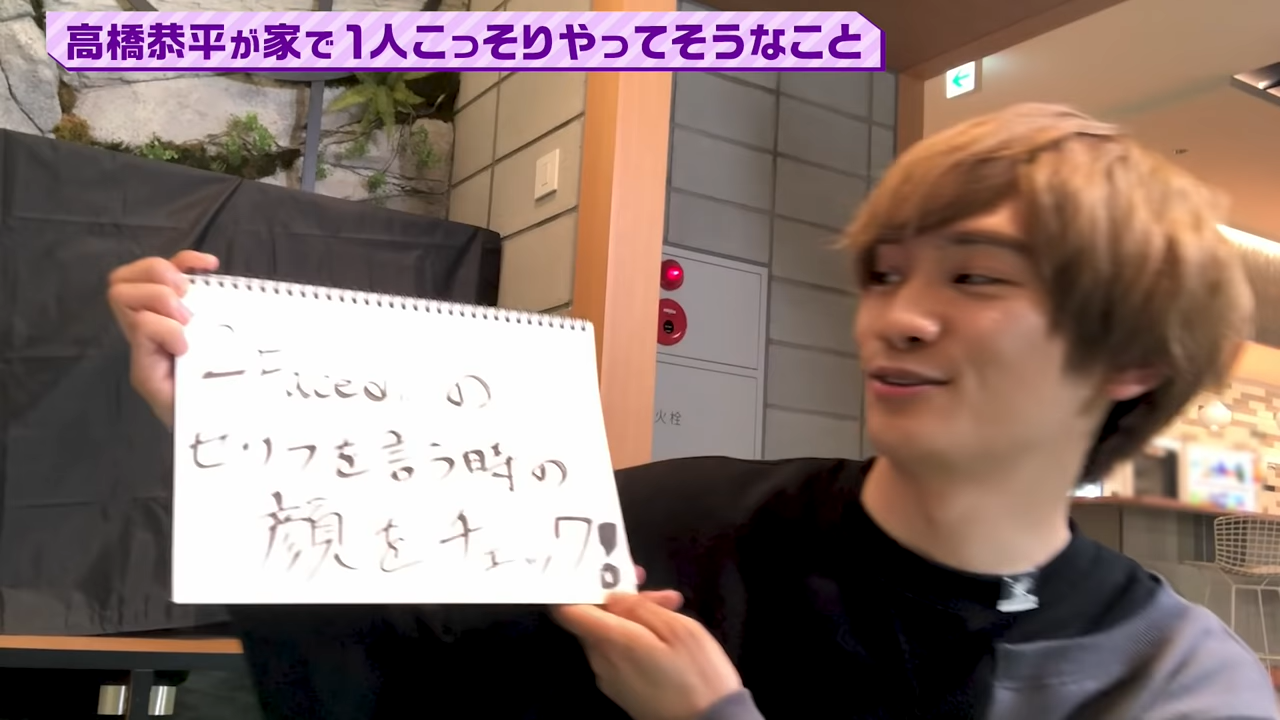 高橋恭平が家で1人こっそりやってそうなこと
2Faced の
セリフを言う時の
顔をチェック!
火栓